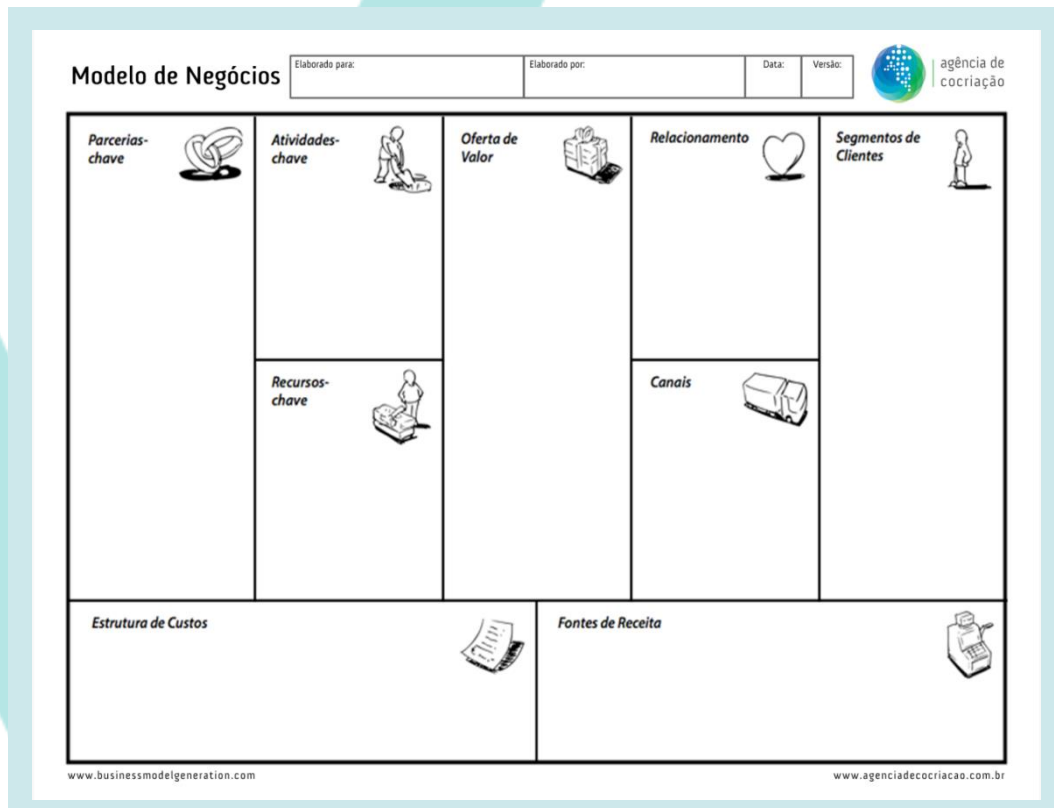 Modelo de Negócios
Elaborado para:
Elaborado por:
Data:
Versão:
agência de
cocriação
Parcerias-
chave
Atividades-
chave
Oferta de
Valor
Relacionamento
Segmentos de
Clientes
Recursos-
chave
Canais
Estrutura de Custos
Fontes de Receita
www.businessmodelgeneration.com
www.agenciadecocriacao.com.br